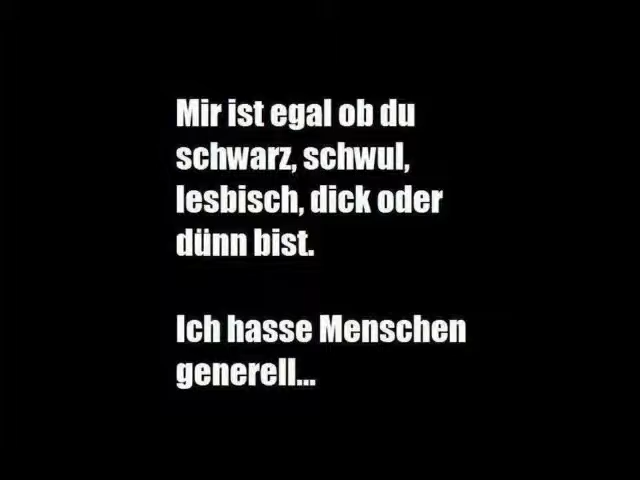 Mir ist egal ob du
schwarz, schwul,
lesbisch, dick oder
dünn bist.
Ich hasse Menschen
generell...